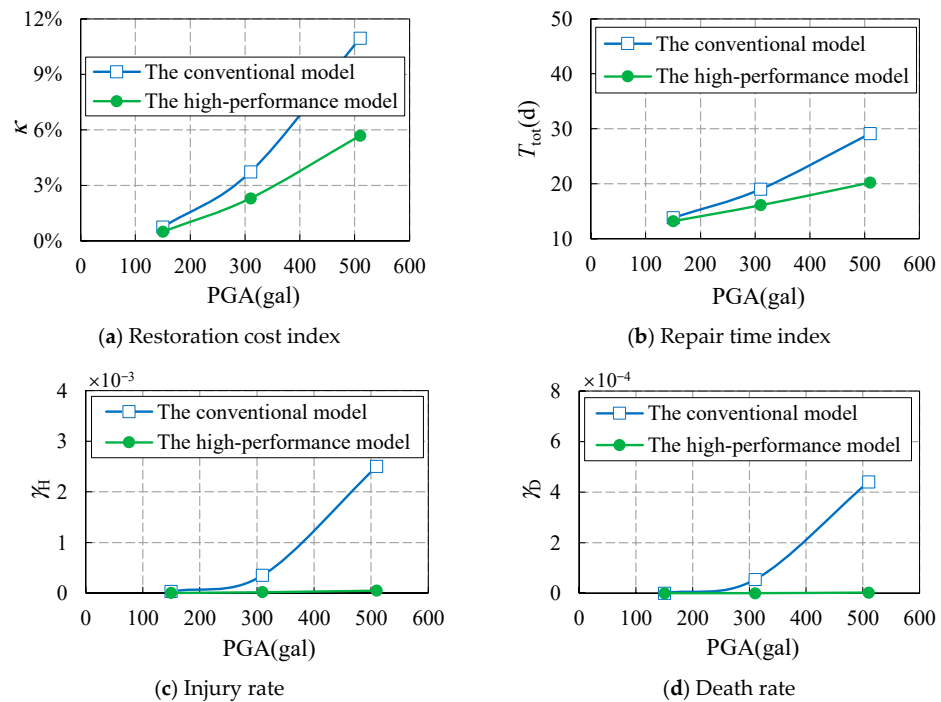 12%
9%
6%
3%
0%
κ
The conventional model
The high-performance model
0 100 200 300 400 500 600
PGA(gal)
(a) Restoration cost index
50
40
30
20
10
T_tot(d)
The conventional model
The high-performance model
0 100 200 300 400 500 600
PGA(gal)
(b) Repair time index
×10⁻³
4
3
2
1
0
γ_H
The conventional model
The high-performance model
0 100 200 300 400 500 600
PGA(gal)
(c) Injury rate
×10⁻⁴
8
6
4
2
0
γ_D
The conventional model
The high-performance model
0 100 200 300 400 500 600
PGA(gal)
(d) Death rate